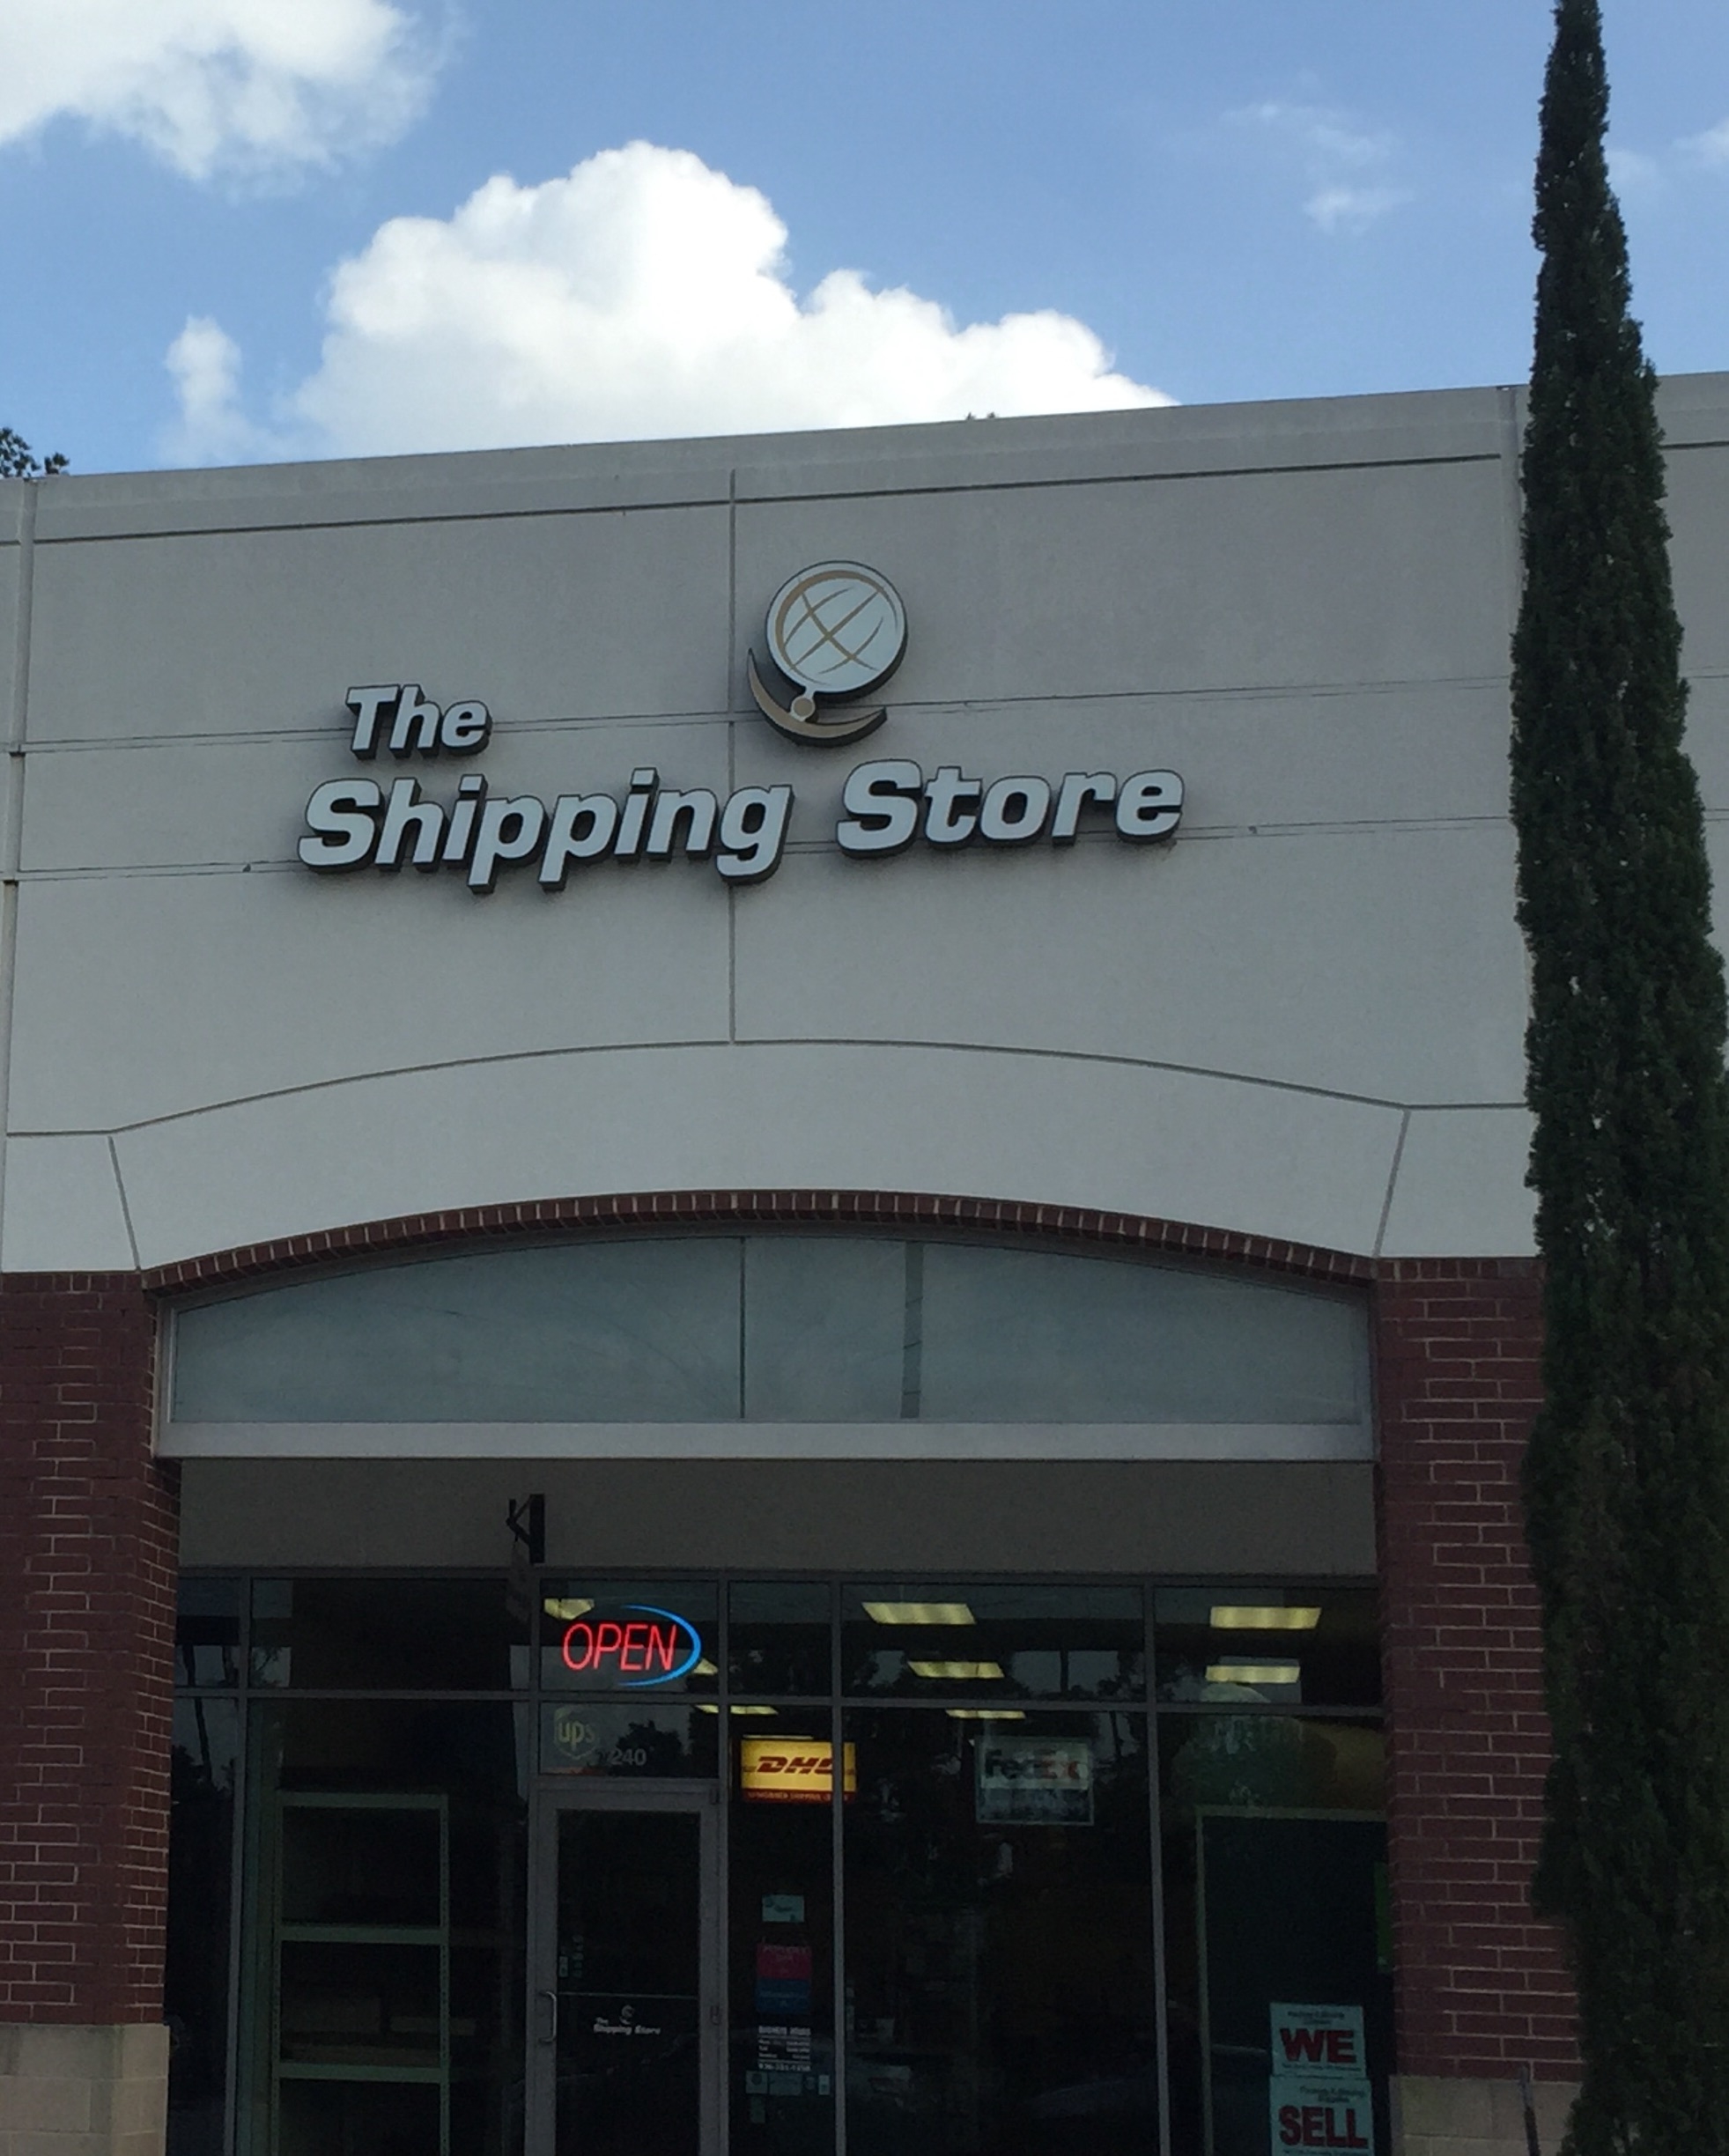 The
Shipping Store
OPEN
ups
240
DHL
FedEx
The
Shipping Store
WE
SELL